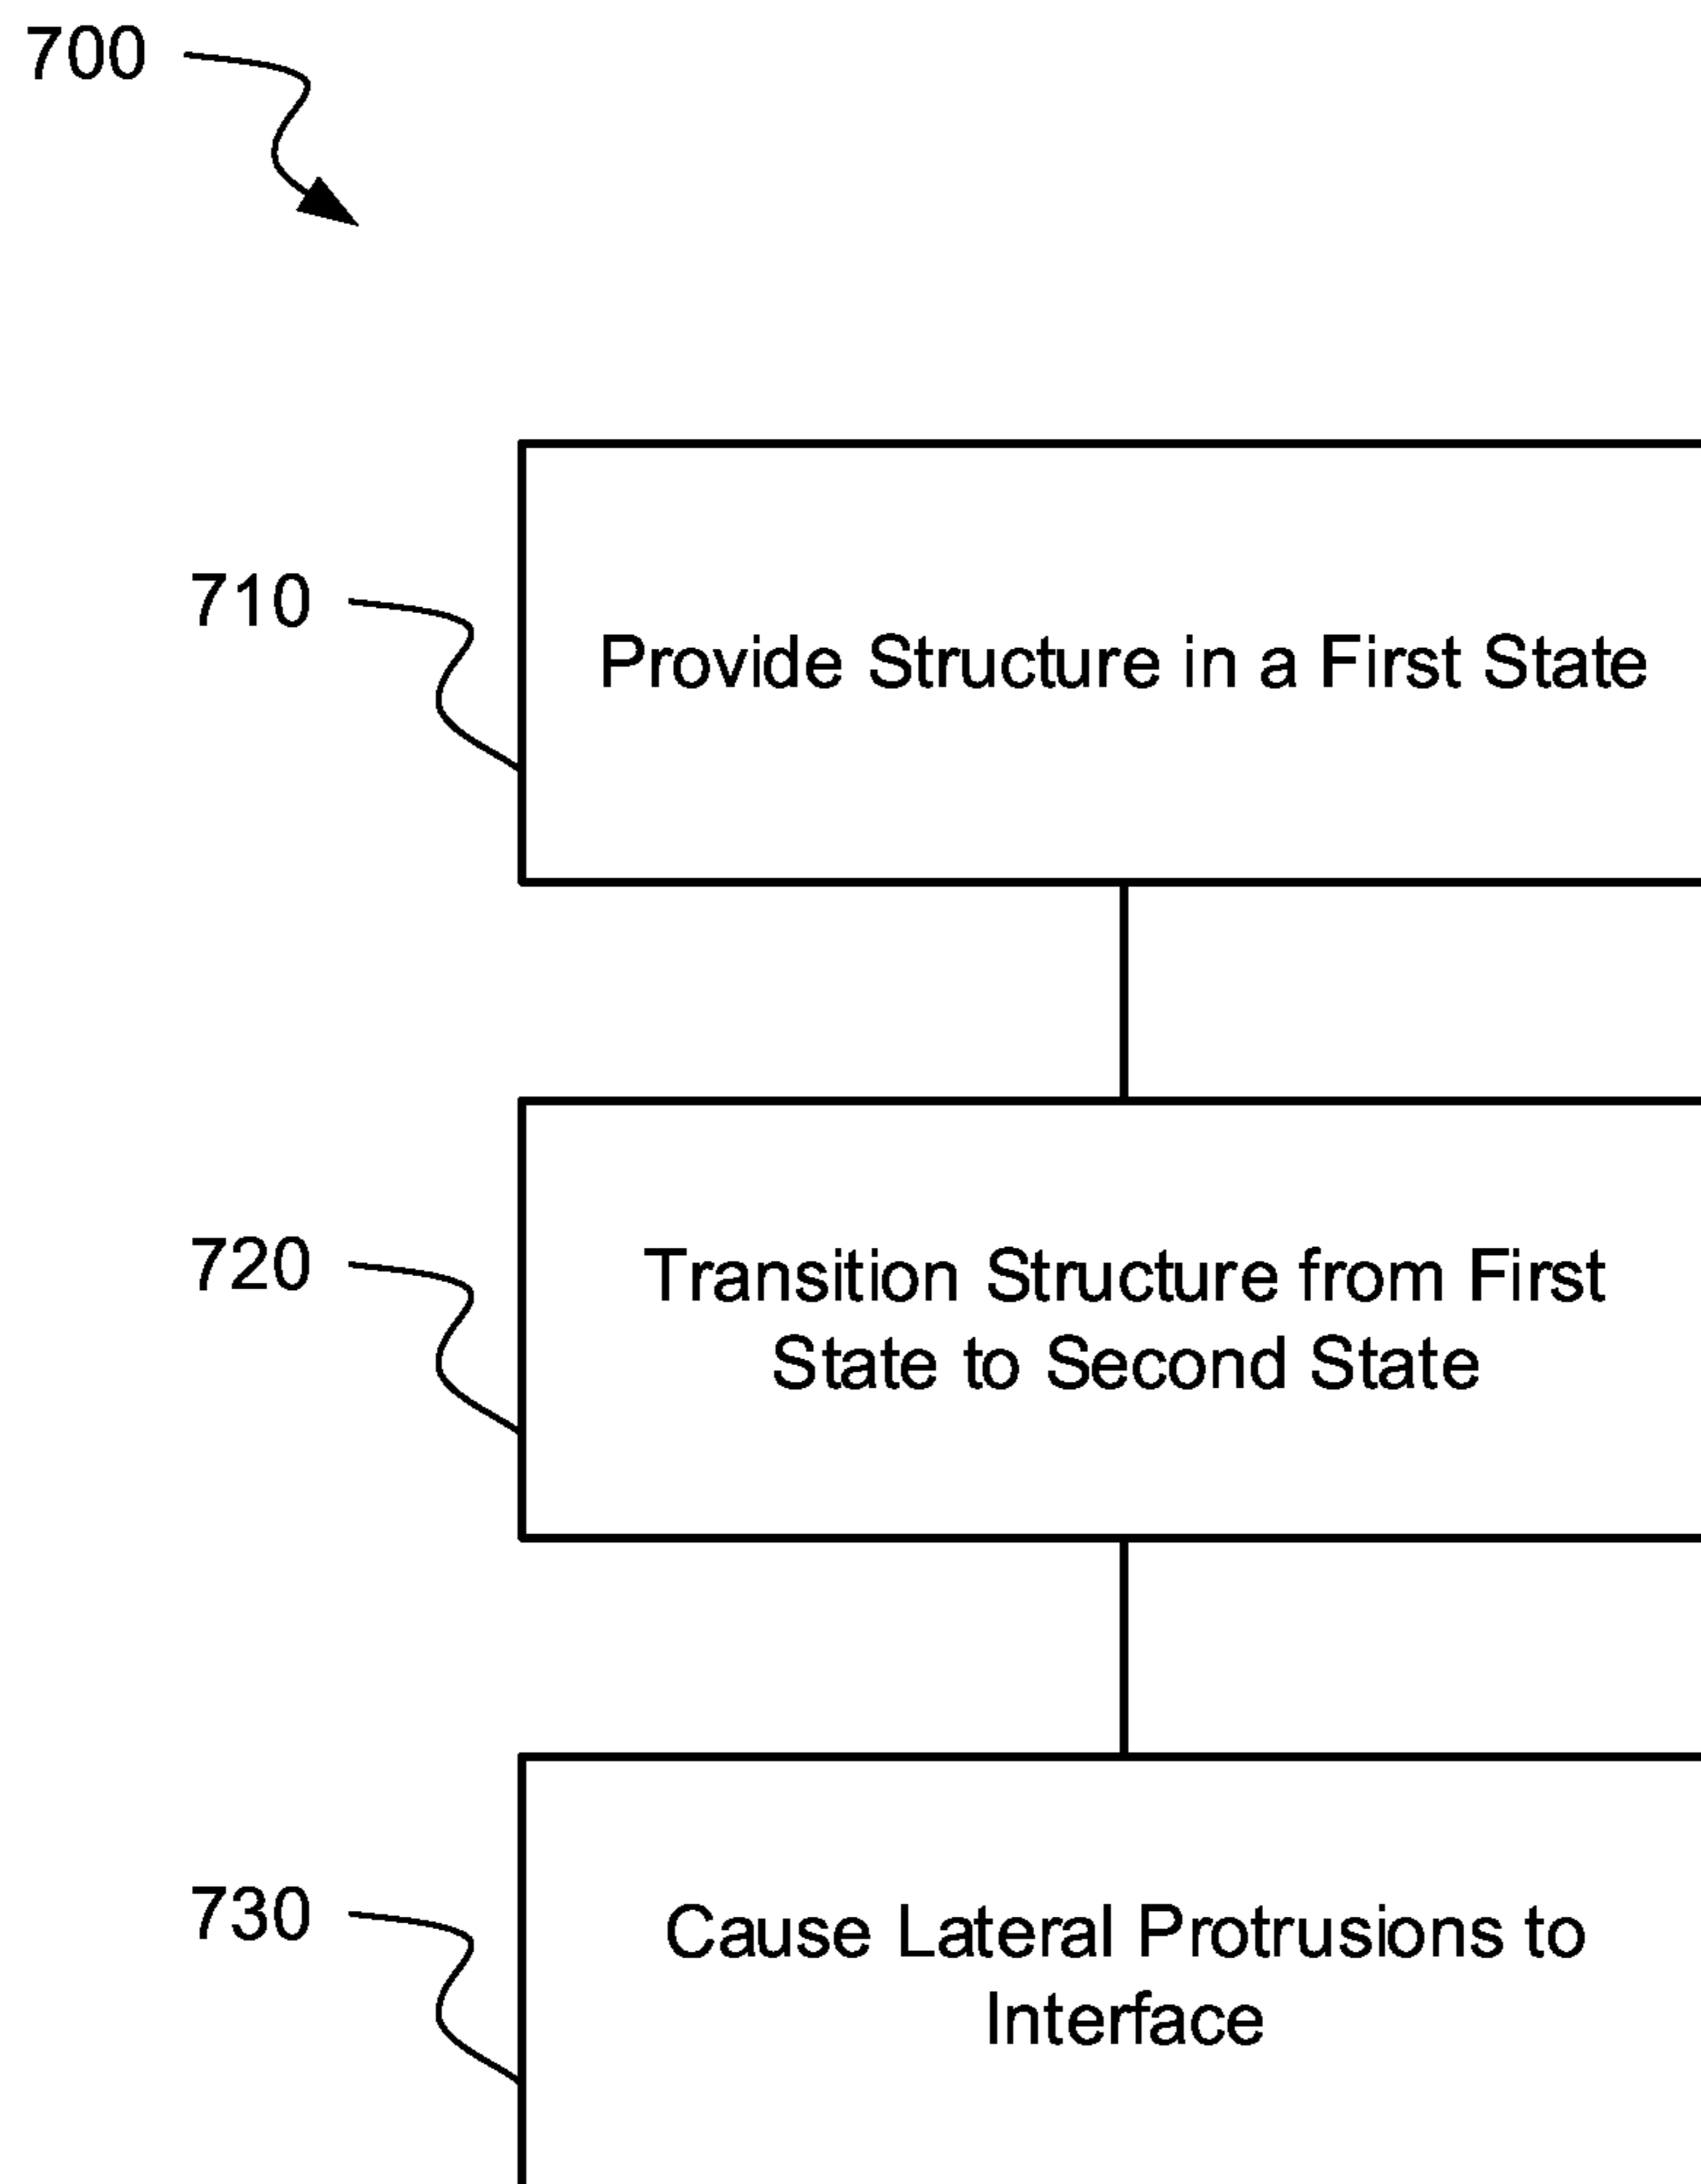 700
710
Provide Structure in a First State
720
Transition Structure from First
State to Second State
730
Cause Lateral Protrusions to
Interface